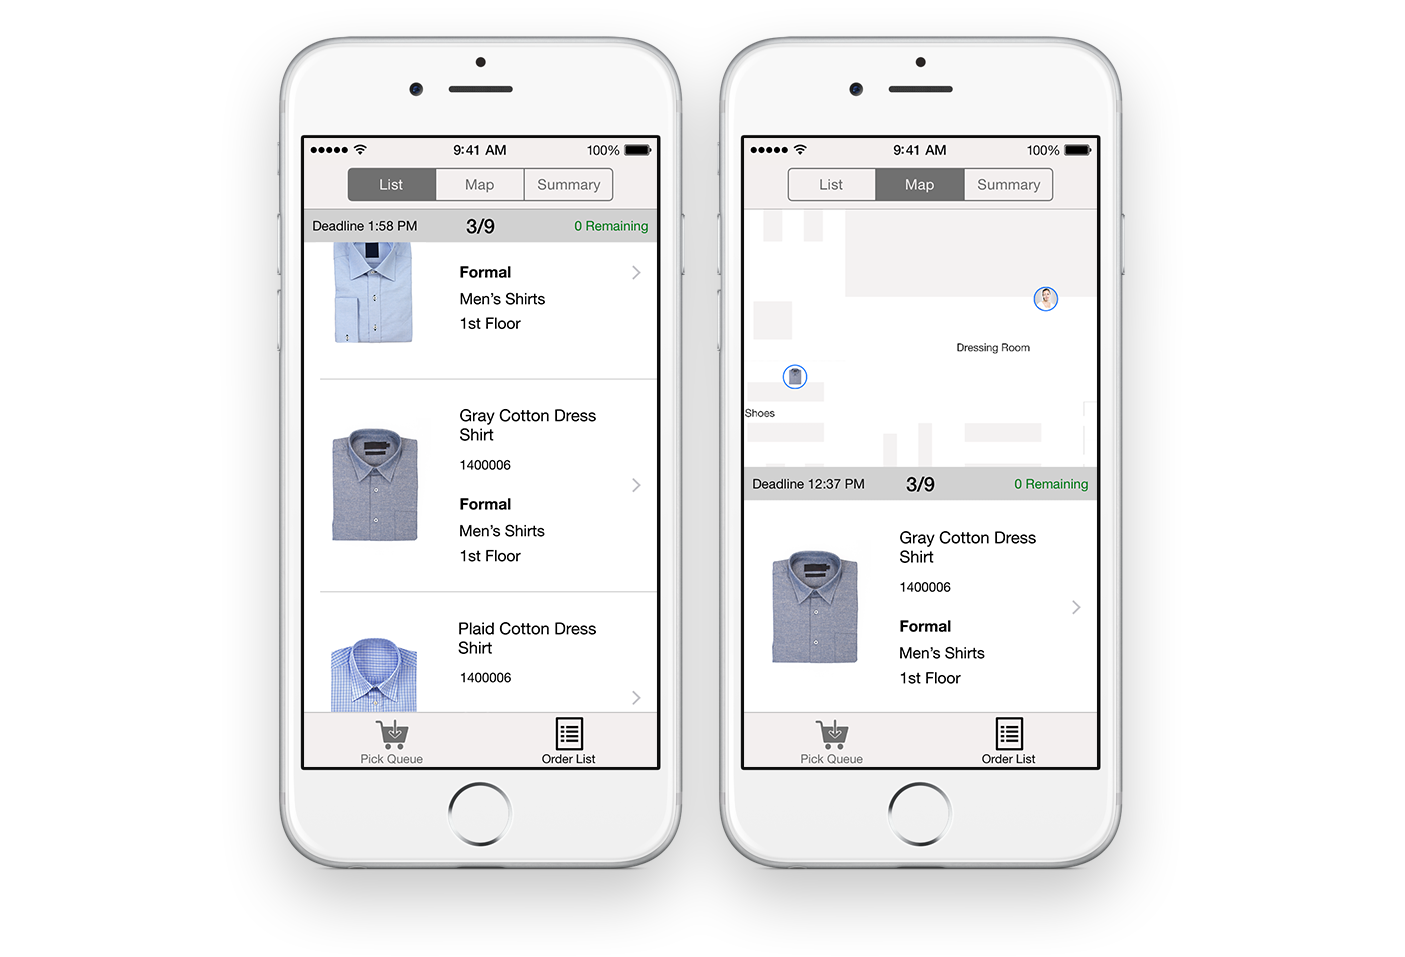 9:41 AM
100%
List
Map
Summary
Deadline 1:58 PM
3/9
0 Remaining
Formal
Men's Shirts
1st Floor
Gray Cotton Dress
Shirt
1400006
Formal
Men's Shirts
1st Floor
Plaid Cotton Dress
Shirt
1400006
Pick Queue
Order List
9:41 AM
100%
List
Map
Summary
Dressing Room
Shoes
Deadline 12:37 PM
3/9
0 Remaining
Gray Cotton Dress
Shirt
1400006
Formal
Men's Shirts
1st Floor
Pick Queue
Order List